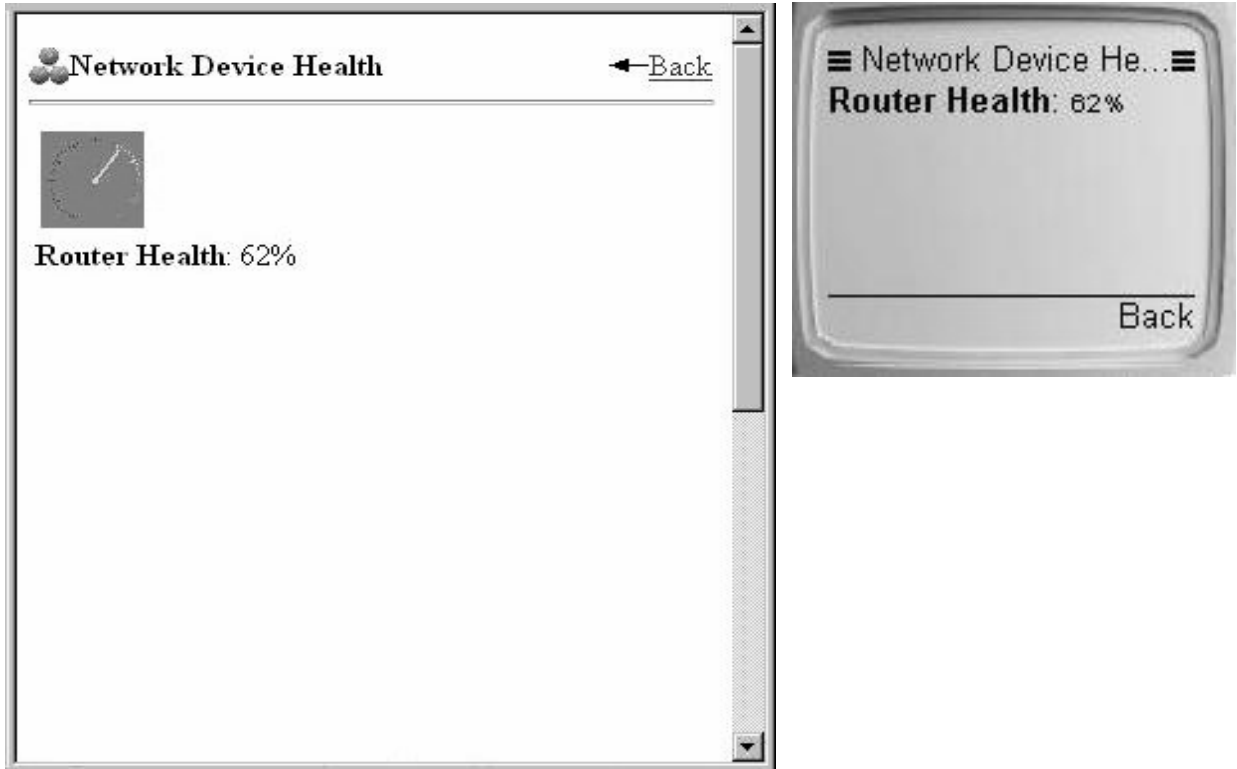 Network Device Health
Back
Router Health: 62%
Network Device He...
Router Health: 62%
Back